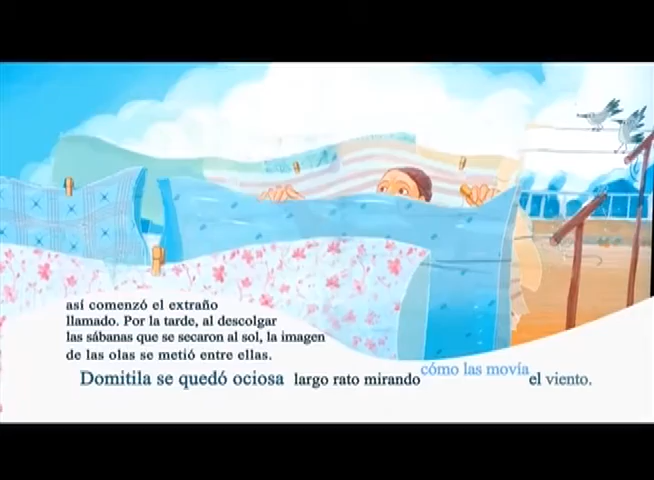 así comenzó el extraño
llamado. Por la tarde, al descolgar
las sábanas que se secaron al sol, la imagen
de las olas se metió entre ellas.
Domitila se quedó ociosa largo rato mirando cómo las movía el viento.